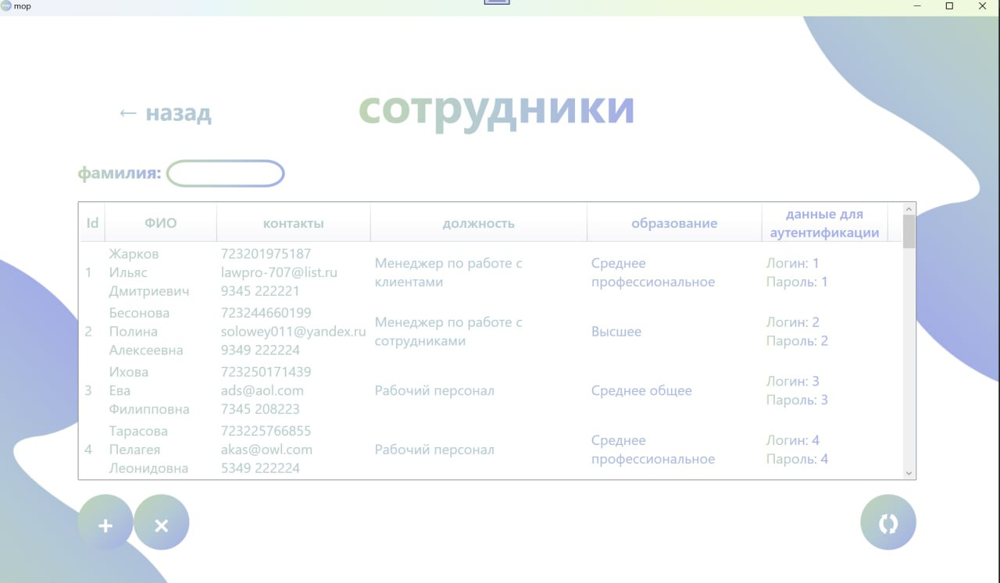 mop
← назад
сотрудники
фамилия:
Id ФИО контакты должность образование данные для аутентификации
1
Жарков
Ильяс
Дмитриевич
723201975187
lawpro-707@list.ru
9345 222221
Менеджер по работе с
клиентами
Среднее
профессиональное
Логин: 1
Пароль: 1
2
Бесонова
Полина
Алексеевна
723244660199
solowey011@yandex.ru
9349 222224
Менеджер по работе с
сотрудниками
Высшее
Логин: 2
Пароль: 2
3
Ихова
Ева
Филипповна
723250171439
ads@aol.com
7345 208223
Рабочий персонал
Среднее общее
Логин: 3
Пароль: 3
4
Тарасова
Пелагея
Леонидовна
723225766855
akas@owl.com
5349 222224
Рабочий персонал
Среднее
профессиональное
Логин: 4
Пароль: 4